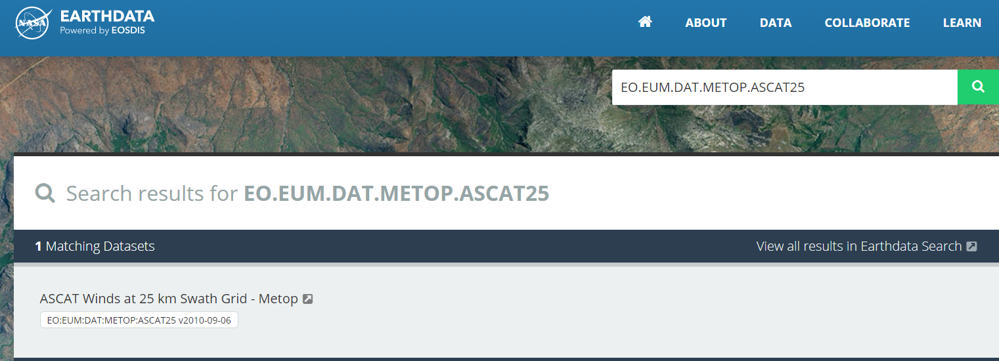 NASA
EARTHDATA
Powered by EOSDIS
ABOUT DATA COLLABORATE LEARN
EO.EUM.DAT.METOP.ASCAT25
Search results for EO.EUM.DAT.METOP.ASCAT25
1 Matching Datasets
View all results in Earthdata Search
ASCAT Winds at 25 km Swath Grid - Metop
EO:EUM:DAT:METOP:ASCAT25 v2010-09-06